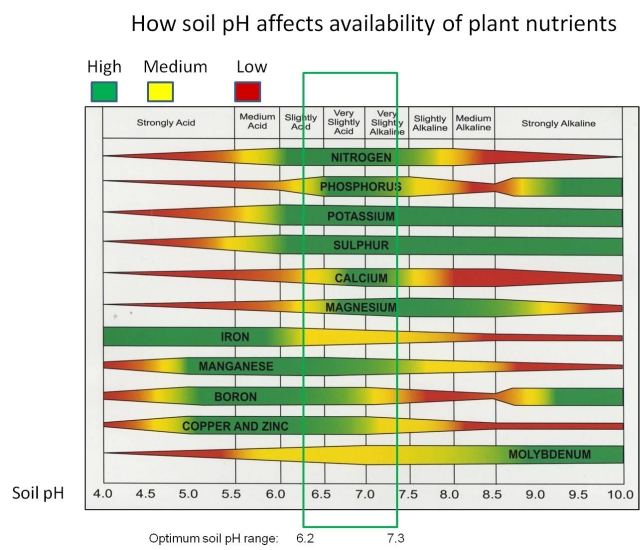 How soil pH affects availability of plant nutrients
High Medium Low
Strongly Acid
Medium
Acid
Slightly
Acid
Very
Slightly
Acid
Very
Slightly
Alkaline
Slightly
Alkaline
Medium
Alkaline
Strongly Alkaline
NITROGEN
PHOSPHORUS
POTASSIUM
SULPHUR
CALCIUM
MAGNESIUM
IRON
MANGANESE
BORON
COPPER AND ZINC
MOLYBDENUM
Soil pH 4.0 4.5 5.0 5.5 6.0 6.5 7.0 7.5 8.0 8.5 9.0 9.5 10.0
Optimum soil pH range: 6.2 7.3